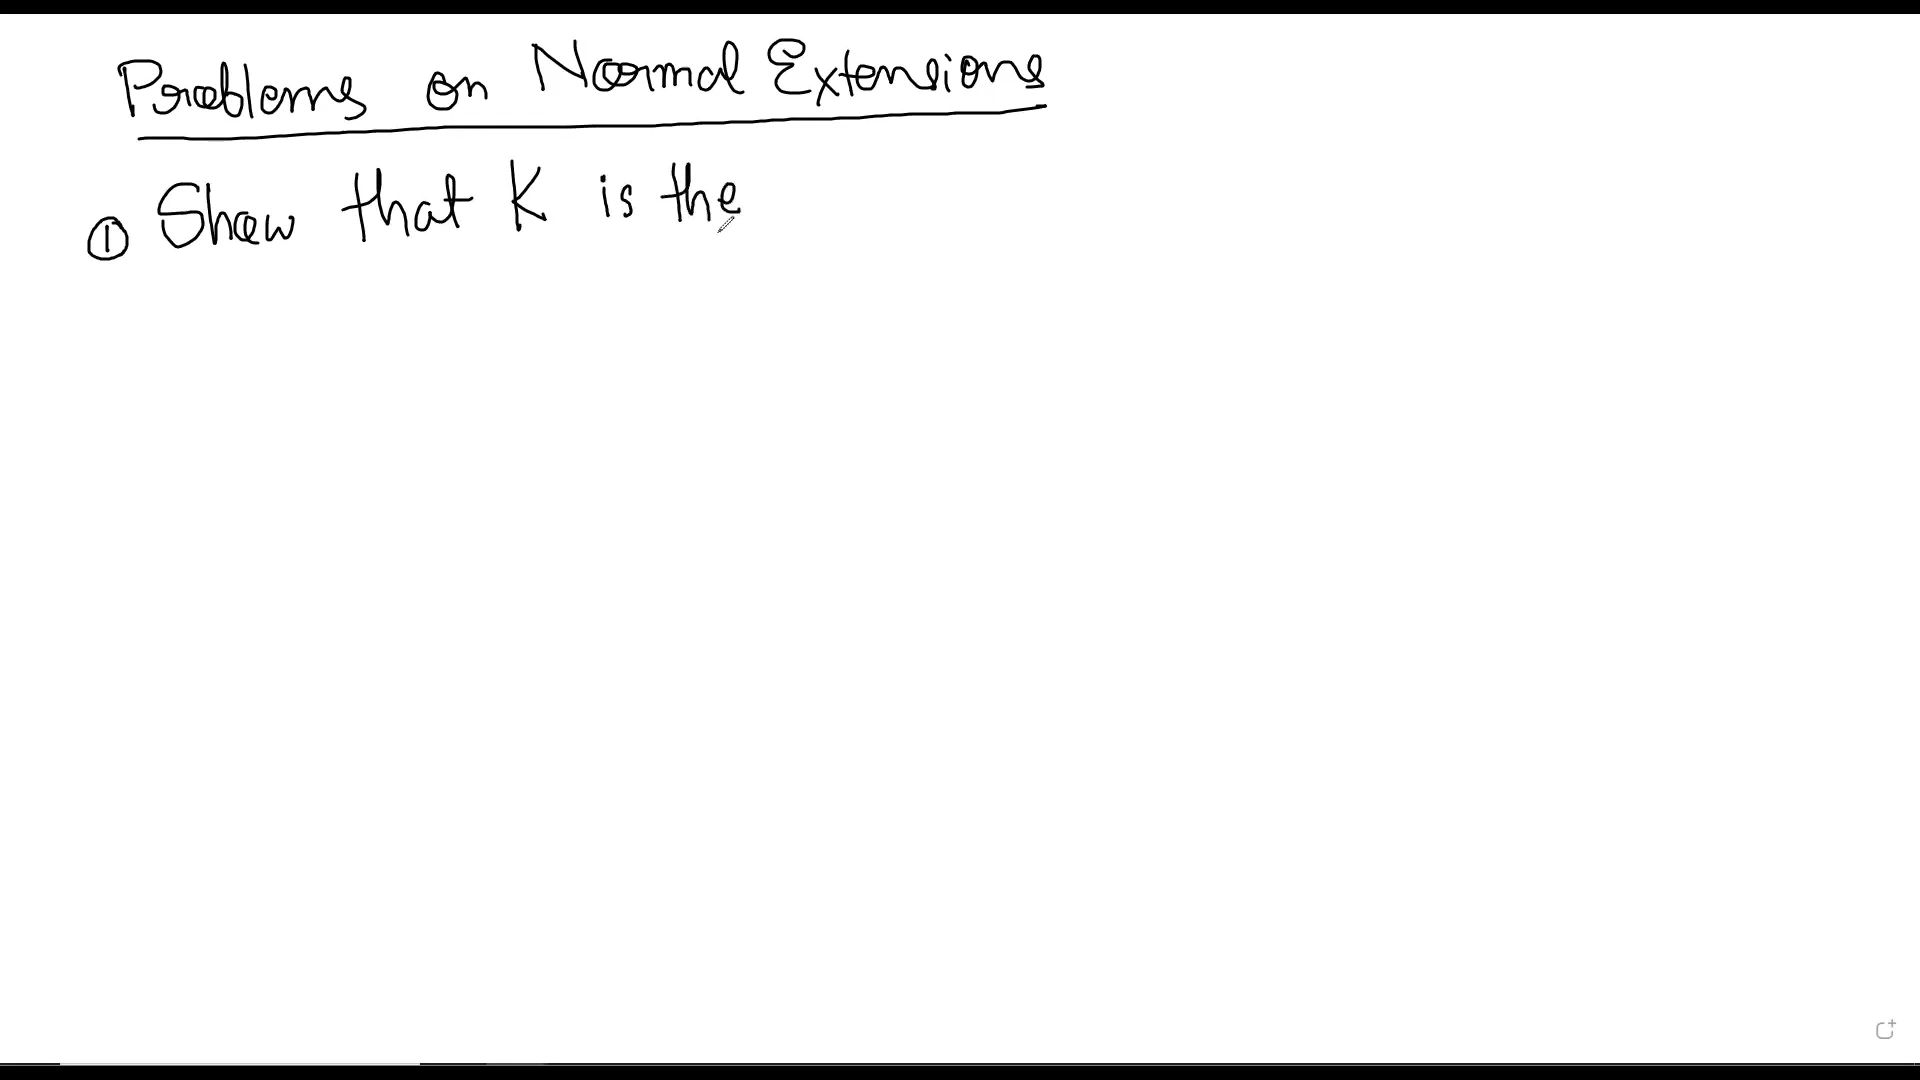 Problems on Normal Extensions
① Show that K is the